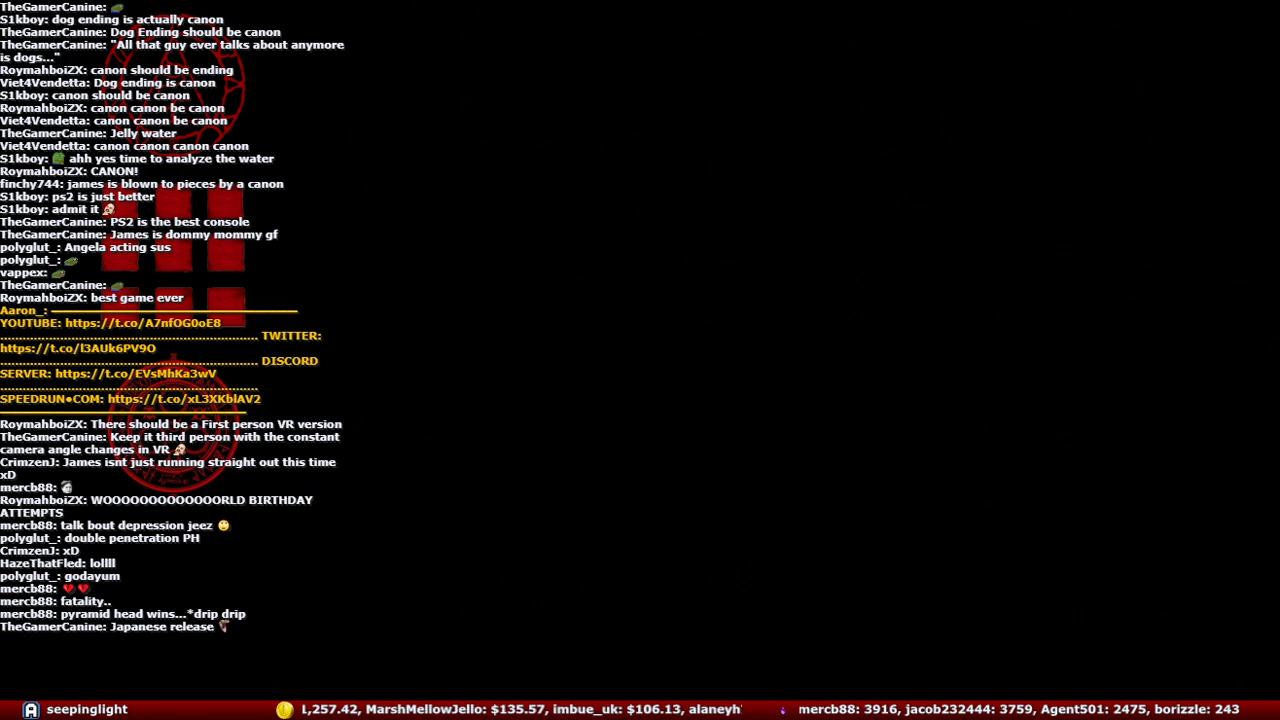 TheGamerCanine:
S1kboy: dog ending is actually canon
TheGamerCanine: Dog Ending should be canon
TheGamerCanine: "All that guy ever talks about anymore
is dogs..."
RoymahboiZX: canon should be ending
Viet4Vendetta: Dog ending is canon
S1kboy: canon should be canon
RoymahboiZX: canon canon be canon
Viet4Vendetta: canon canon be canon
TheGamerCanine: Jelly water
Viet4Vendetta: canon canon canon canon
S1kboy: ahh yes time to analyze the water
RoymahboiZX: CANON!
finchy744: james is blown to pieces by a canon
S1kboy: ps2 is just better
S1kboy: admit it
TheGamerCanine: PS2 is the best console
TheGamerCanine: James is dommy mommy gf
polyglut_: Angela acting sus
polyglut_:
vappex:
TheGamerCanine:
RoymahboiZX: best game ever
Aaron_:
YOUTUBE: https://t.co/A7nfOG0oE8
TWITTER:
https://t.co/l3AUk6PV9O
DISCORD
SERVER: https://t.co/EVsMhKa3wV
SPEEDRUN●COM: https://t.co/xL3XKblAV2
RoymahboiZX: There should be a First person VR version
TheGamerCanine: Keep it third person with the constant
camera angle changes in VR
CrimzenJ: James isnt just running straight out this time
xD
mercb88:
RoymahboiZX: WOOOOOOOOOOOOORLD BIRTHDAY
ATTEMPTS
mercb88: talk bout depression jeez
polyglut_: double penetration PH
CrimzenJ: xD
HazeThatFled: lollll
polyglut_: godayum
mercb88:
mercb88: fatality..
mercb88: pyramid head wins...*drip drip
TheGamerCanine: Japanese release
A seepinglight
1,257.42, MarshMellowJello: $135.57, imbue_uk: $106.13, alaneyh
mercb88: 3916, jacob232444: 3759, Agent501: 2475, borizzle: 243